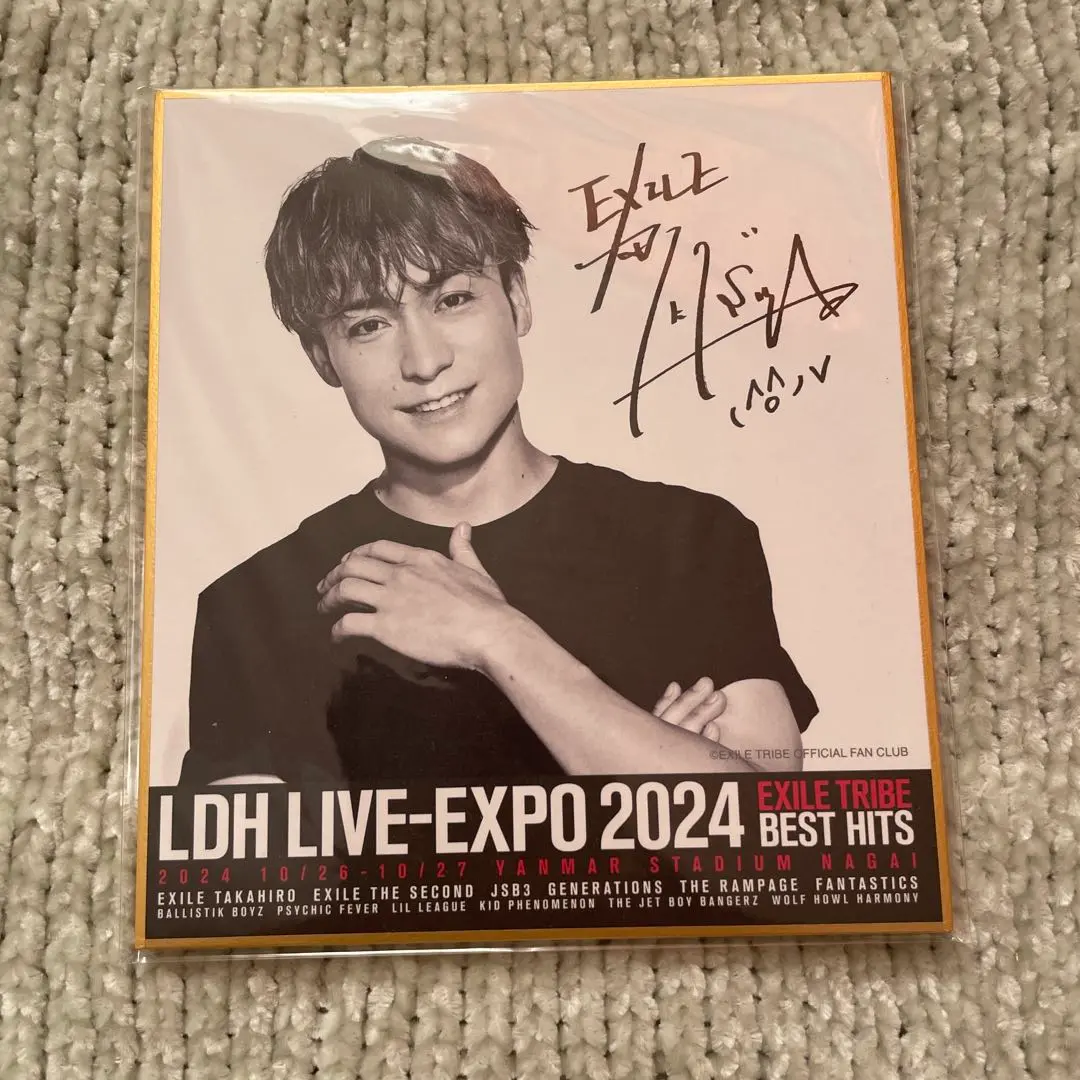 EXILE
©EXILE TRIBE OFFICIAL FAN CLUB
LDH LIVE-EXPO 2024 EXILE TRIBE BEST HITS
2024 10/26-10/27 YANMAR STADIUM NAGAI
EXILE TAKAHIRO EXILE THE SECOND JSB3 GENERATIONS THE RAMPAGE FANTASTICS
BALLISTIK BOYZ PSYCHIC FEVER LIL LEAGUE KID PHENOMENON THE JET BOY BANGERZ WOLF HOWL HARMONY